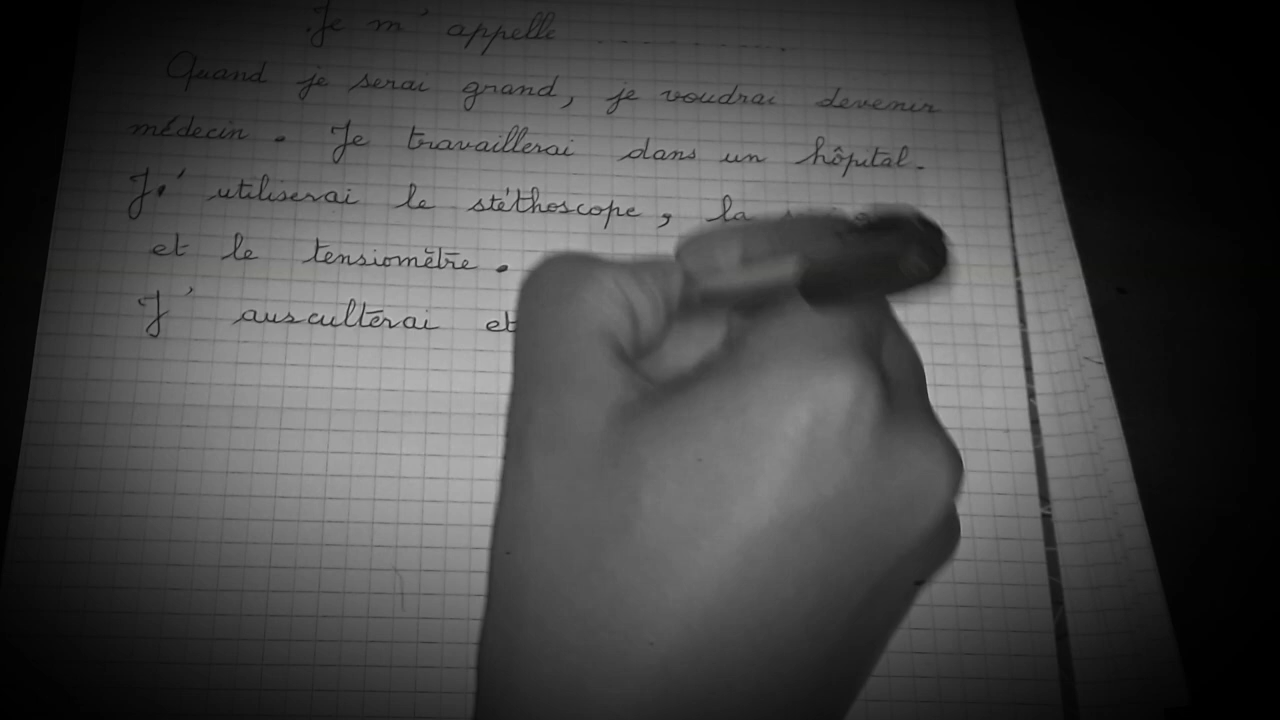 Je m'appelle ..............
Quand je serai grand, je voudrai devenir
médecin. Je travaillerai dans un hôpital.
J'utiliserai le stéthoscope, la
et le tensiomètre.
J'ausculterai et